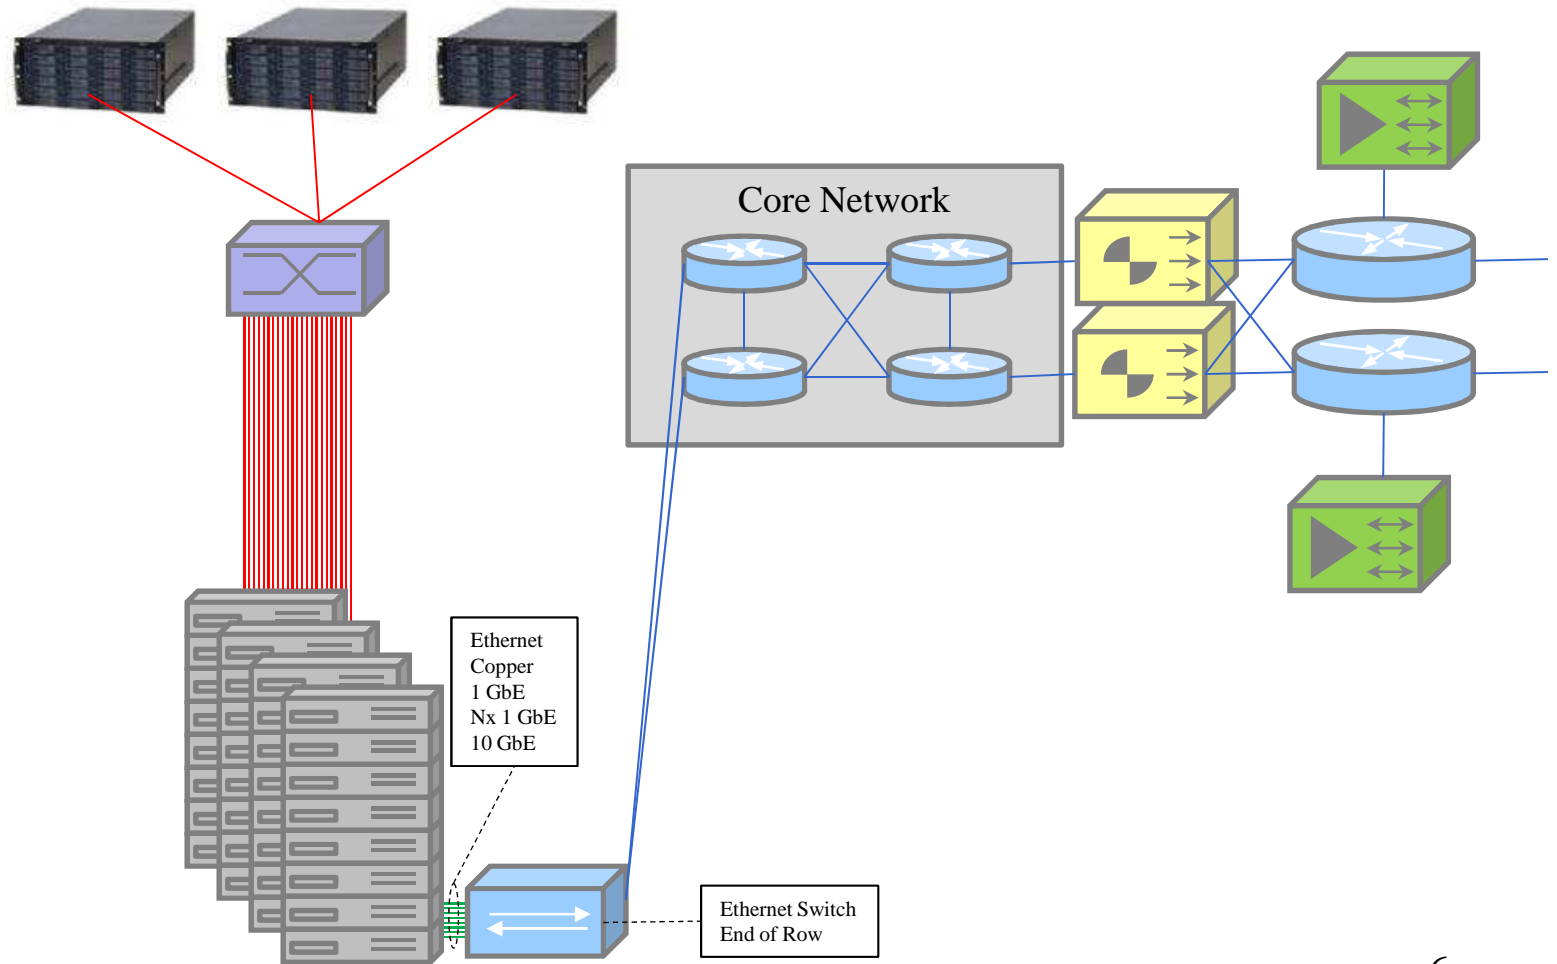 Core Network
Ethernet
Copper
1 GbE
Nx 1 GbE
10 GbE
Ethernet Switch
End of Row